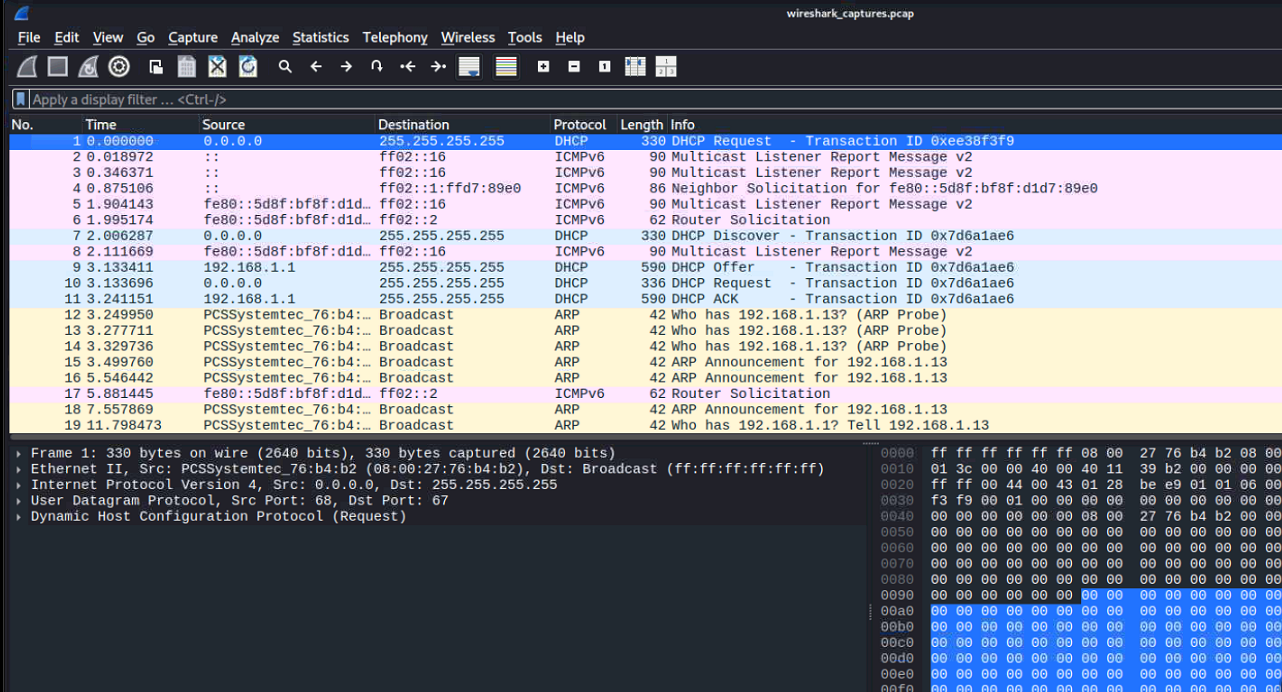 wireshark_captures.pcap
File Edit View Go Capture Analyze Statistics Telephony Wireless Tools Help
Apply a display filter … <Ctrl-/>
No. Time Source Destination Protocol Length Info
1 0.000000 0.0.0.0 255.255.255.255 DHCP 330 DHCP Request - Transaction ID 0xee38f3f9
2 0.018972 :: ff02::16 ICMPv6 90 Multicast Listener Report Message v2
3 0.346371 :: ff02::16 ICMPv6 90 Multicast Listener Report Message v2
4 0.875106 :: ff02::1:ffd7:89e0 ICMPv6 86 Neighbor Solicitation for fe80::5d8f:bf8f:d1d7:89e0
5 1.904143 fe80::5d8f:bf8f:d1d… ff02::16 ICMPv6 90 Multicast Listener Report Message v2
6 1.995174 fe80::5d8f:bf8f:d1d… ff02::2 ICMPv6 62 Router Solicitation
7 2.006287 0.0.0.0 255.255.255.255 DHCP 330 DHCP Discover - Transaction ID 0x7d6a1ae6
8 2.111669 fe80::5d8f:bf8f:d1d… ff02::16 ICMPv6 90 Multicast Listener Report Message v2
9 3.133411 192.168.1.1 255.255.255.255 DHCP 590 DHCP Offer - Transaction ID 0x7d6a1ae6
10 3.133696 0.0.0.0 255.255.255.255 DHCP 336 DHCP Request - Transaction ID 0x7d6a1ae6
11 3.241151 192.168.1.1 255.255.255.255 DHCP 590 DHCP ACK - Transaction ID 0x7d6a1ae6
12 3.249950 PCSSystemtec_76:b4:… Broadcast ARP 42 Who has 192.168.1.13? (ARP Probe)
13 3.277711 PCSSystemtec_76:b4:… Broadcast ARP 42 Who has 192.168.1.13? (ARP Probe)
14 3.329736 PCSSystemtec_76:b4:… Broadcast ARP 42 Who has 192.168.1.13? (ARP Probe)
15 3.499760 PCSSystemtec_76:b4:… Broadcast ARP 42 ARP Announcement for 192.168.1.13
16 5.546442 PCSSystemtec_76:b4:… Broadcast ARP 42 ARP Announcement for 192.168.1.13
17 5.881445 fe80::5d8f:bf8f:d1d… ff02::2 ICMPv6 62 Router Solicitation
18 7.557869 PCSSystemtec_76:b4:… Broadcast ARP 42 ARP Announcement for 192.168.1.13
19 11.798473 PCSSystemtec_76:b4:… Broadcast ARP 42 Who has 192.168.1.1? Tell 192.168.1.13
Frame 1: 330 bytes on wire (2640 bits), 330 bytes captured (2640 bits)
Ethernet II, Src: PCSSystemtec_76:b4:b2 (08:00:27:76:b4:b2), Dst: Broadcast (ff:ff:ff:ff:ff:ff)
Internet Protocol Version 4, Src: 0.0.0.0, Dst: 255.255.255.255
User Datagram Protocol, Src Port: 68, Dst Port: 67
Dynamic Host Configuration Protocol (Request)
0000 ff ff ff ff ff ff 08 00 27 76 b4 b2 08 00
0010 01 3c 00 00 40 00 40 11 39 b2 00 00 00 00
0020 ff ff 00 44 00 43 01 28 be e9 01 01 06 00
0030 f3 f9 00 01 00 00 00 00 00 00 00 00 00 00
0040 00 00 00 00 00 00 08 00 27 76 b4 b2 00 00
0050 00 00 00 00 00 00 00 00 00 00 00 00 00 00
0060 00 00 00 00 00 00 00 00 00 00 00 00 00 00
0070 00 00 00 00 00 00 00 00 00 00 00 00 00 00
0080 00 00 00 00 00 00 00 00 00 00 00 00 00 00
0090 00 00 00 00 00 00 00 00 00 00 00 00 00 00
00a0 00 00 00 00 00 00 00 00 00 00 00 00 00 00
00b0 00 00 00 00 00 00 00 00 00 00 00 00 00 00
00c0 00 00 00 00 00 00 00 00 00 00 00 00 00 00
00d0 00 00 00 00 00 00 00 00 00 00 00 00 00 00
00e0 00 00 00 00 00 00 00 00 00 00 00 00 00 00
00f0 00 00 00 00 00 00 00 00 00 00 00 00 00 00